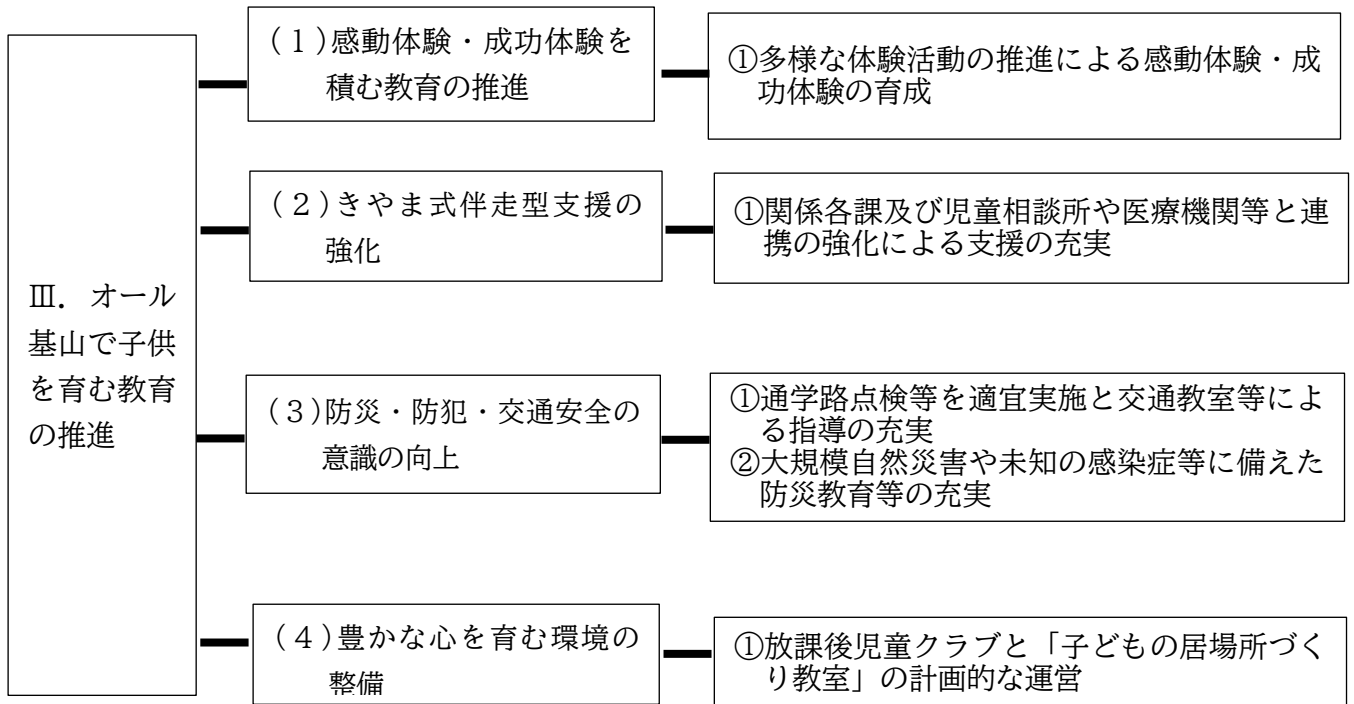 Ⅲ．オール
基山で子供
を育む教育
の推進
（１）感動体験・成功体験を
積む教育の推進
①多様な体験活動の推進による感動体験・成
功体験の育成
（２）きやま式伴走型支援の
強化
①関係各課及び児童相談所や医療機関等と連
携の強化による支援の充実
（３）防災・防犯・交通安全の
意識の向上
①通学路点検等を適宜実施と交通教室等によ
る指導の充実
②大規模自然災害や未知の感染症等に備えた
防災教育等の充実
（４）豊かな心を育む環境の
整備
①放課後児童クラブと「子どもの居場所づく
り教室」の計画的な運営